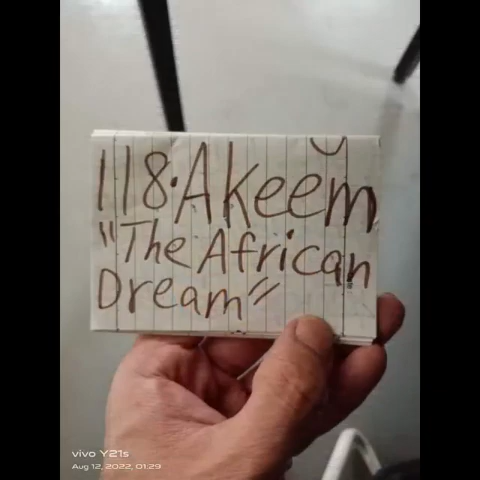 118. Akeem
"The African
Dream"
vivo Y21s
Aug 12, 2022, 01:29